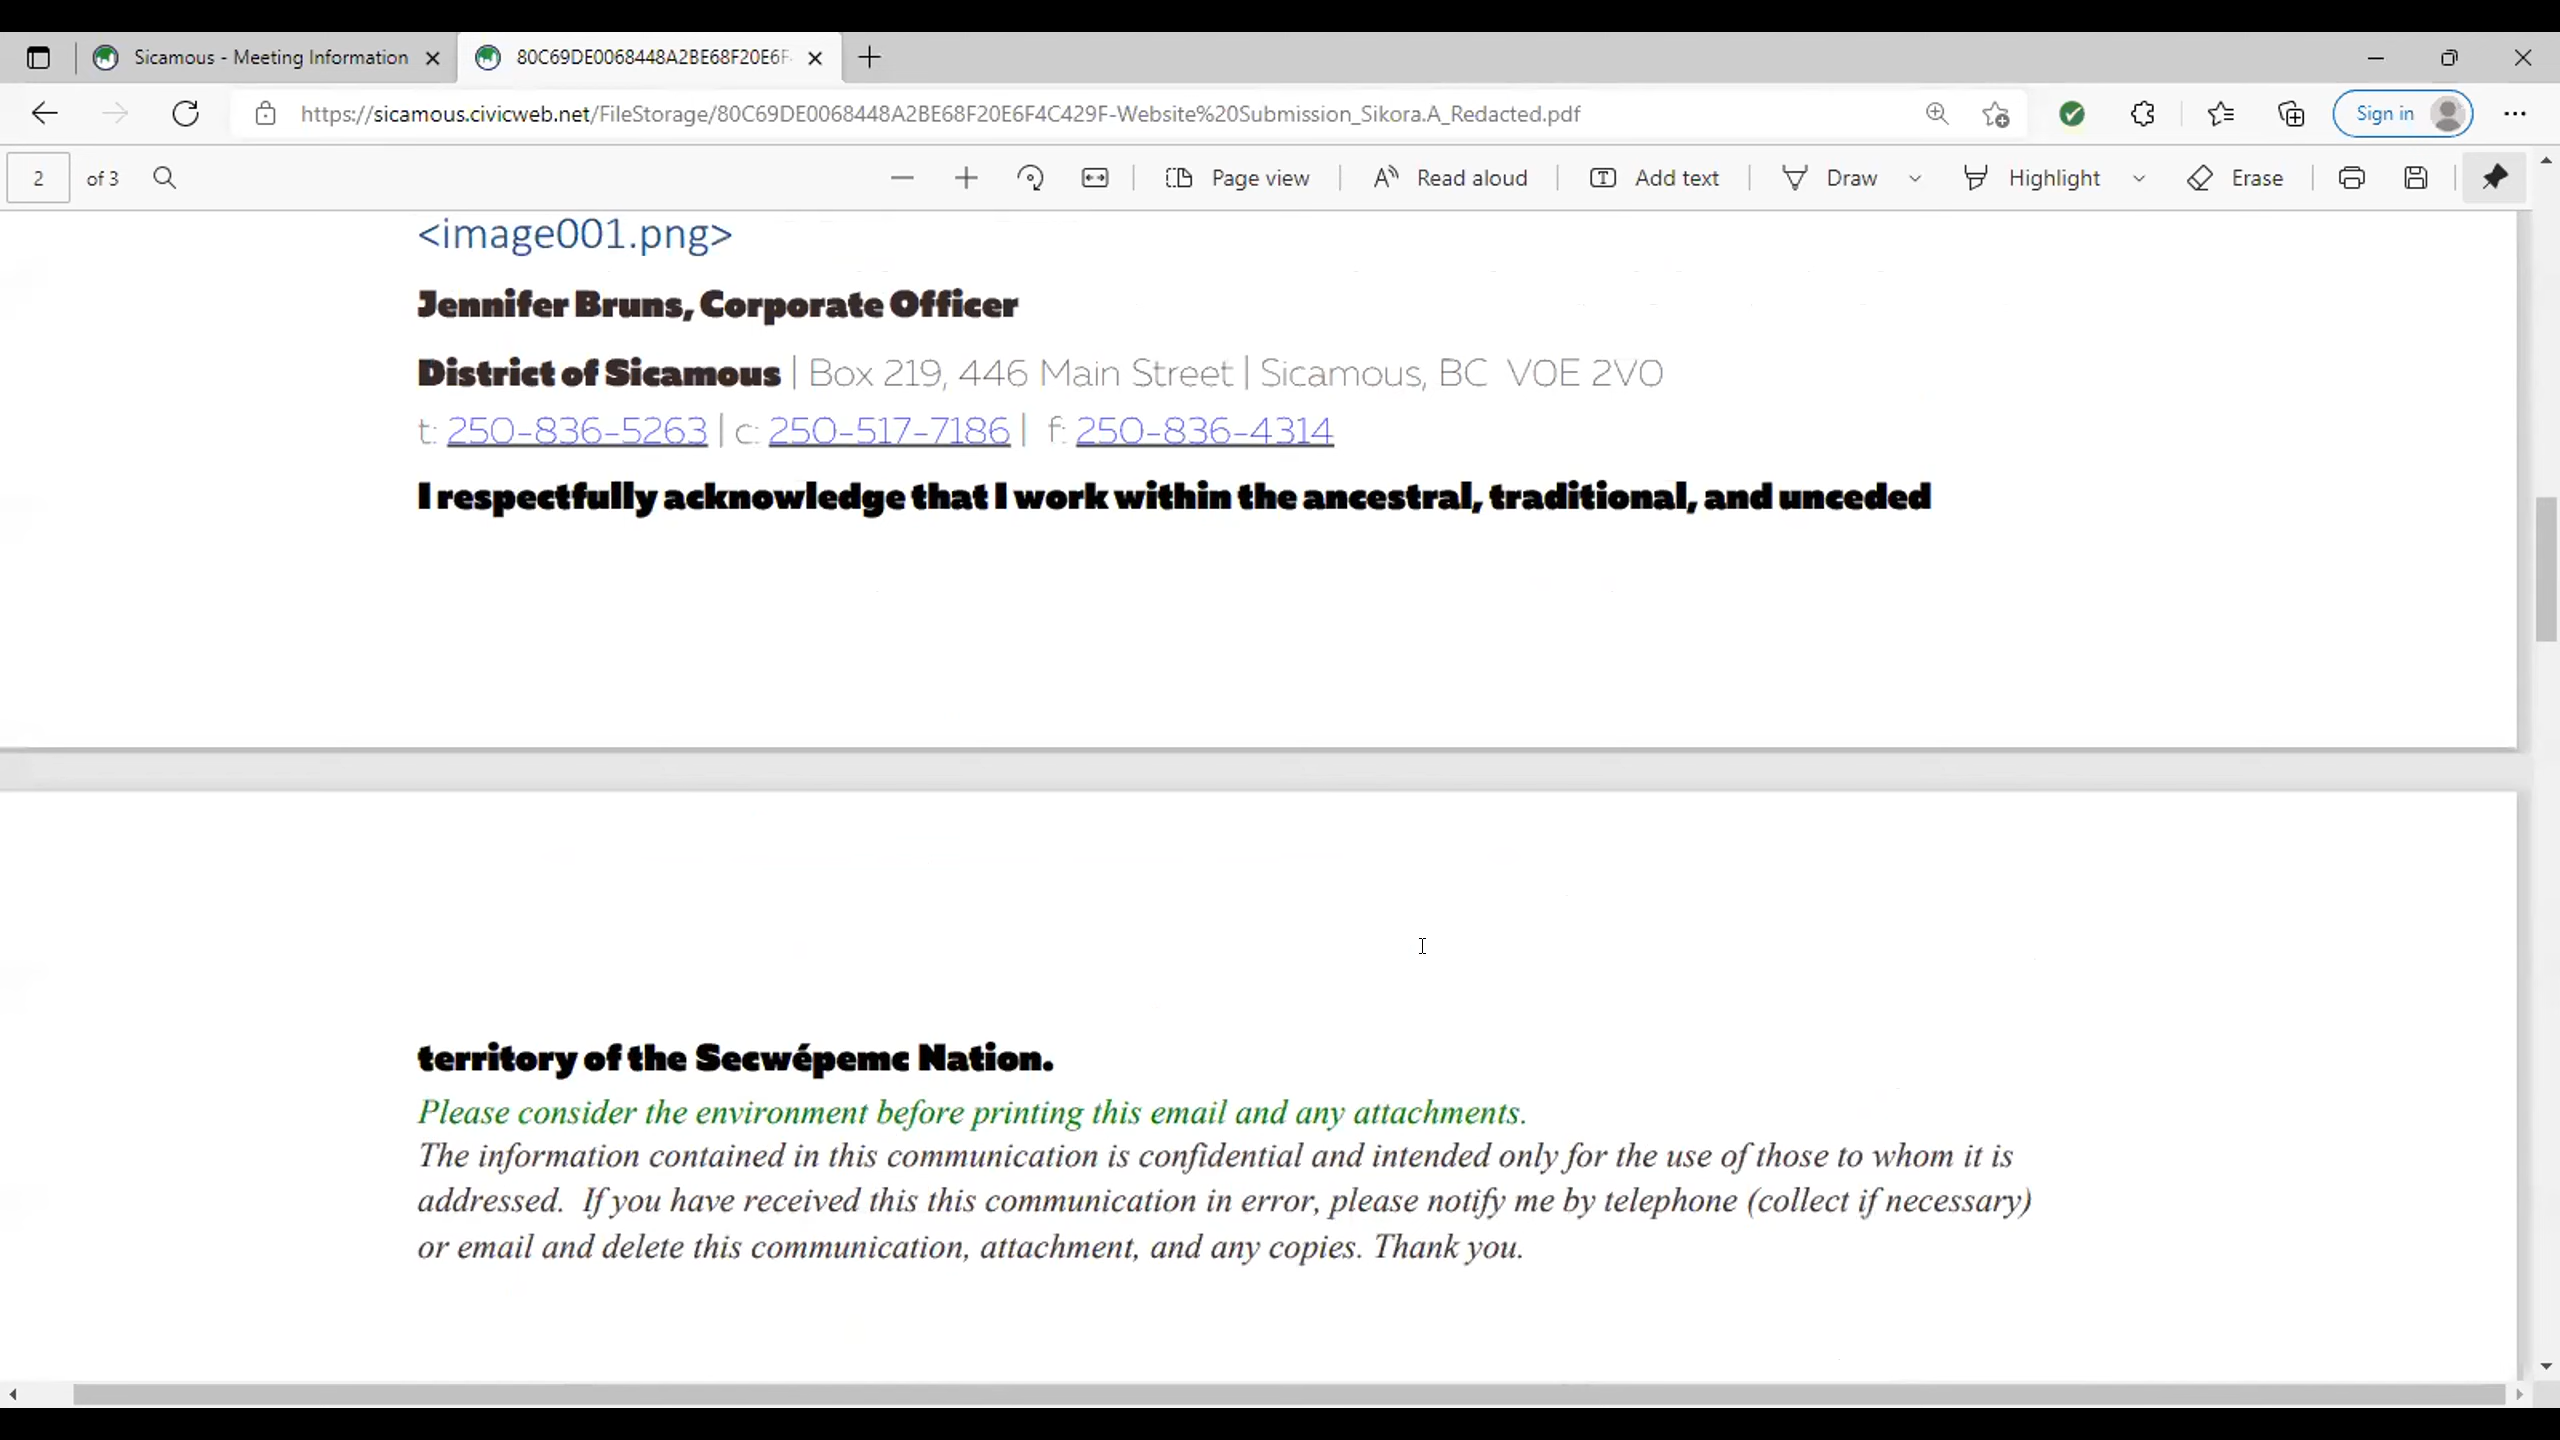 Sicamous - Meeting Information
80C69DE0068448A2BE68F20E6F
https://sicamous.civicweb.net/FileStorage/80C69DE0068448A2BE68F20E6F4C429F-Website%20Submission_Sikora.A_Redacted.pdf
Sign in
2 of 3
Page view
Read aloud
Add text
Draw
Highlight
Erase
<image001.png>
Jennifer Bruns, Corporate Officer
District of Sicamous | Box 219, 446 Main Street | Sicamous, BC  V0E 2V0
t: 250-836-5263 | c: 250-517-7186 |  f: 250-836-4314
I respectfully acknowledge that I work within the ancestral, traditional, and unceded
territory of the Secwépemc Nation.
Please consider the environment before printing this email and any attachments.
The information contained in this communication is confidential and intended only for the use of those to whom it is
addressed.  If you have received this this communication in error, please notify me by telephone (collect if necessary)
or email and delete this communication, attachment, and any copies. Thank you.